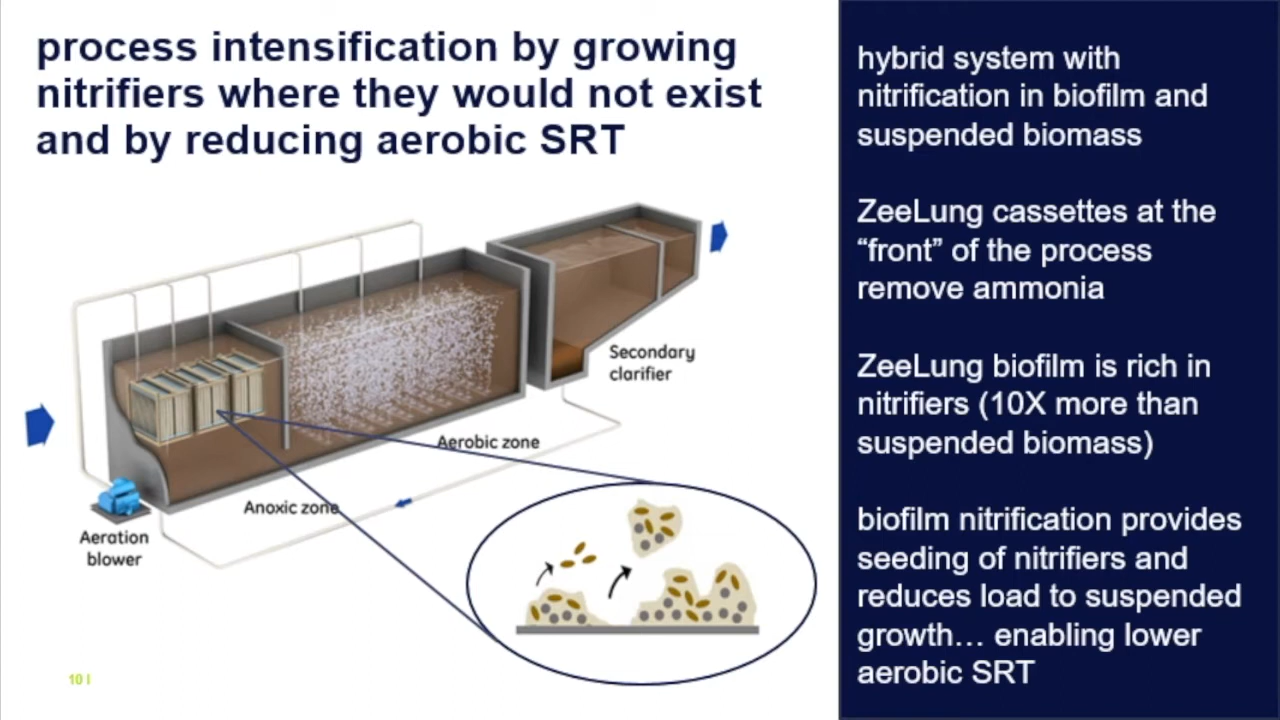 process intensification by growing
nitrifiers where they would not exist
and by reducing aerobic SRT
hybrid system with
nitrification in biofilm and
suspended biomass
ZeeLung cassettes at the
“front” of the process
remove ammonia
ZeeLung biofilm is rich in
nitrifiers (10X more than
suspended biomass)
biofilm nitrification provides
seeding of nitrifiers and
reduces load to suspended
growth… enabling lower
aerobic SRT
Secondary
clarifier
Aerobic zone
Anoxic zone
Aeration
blower
10 I